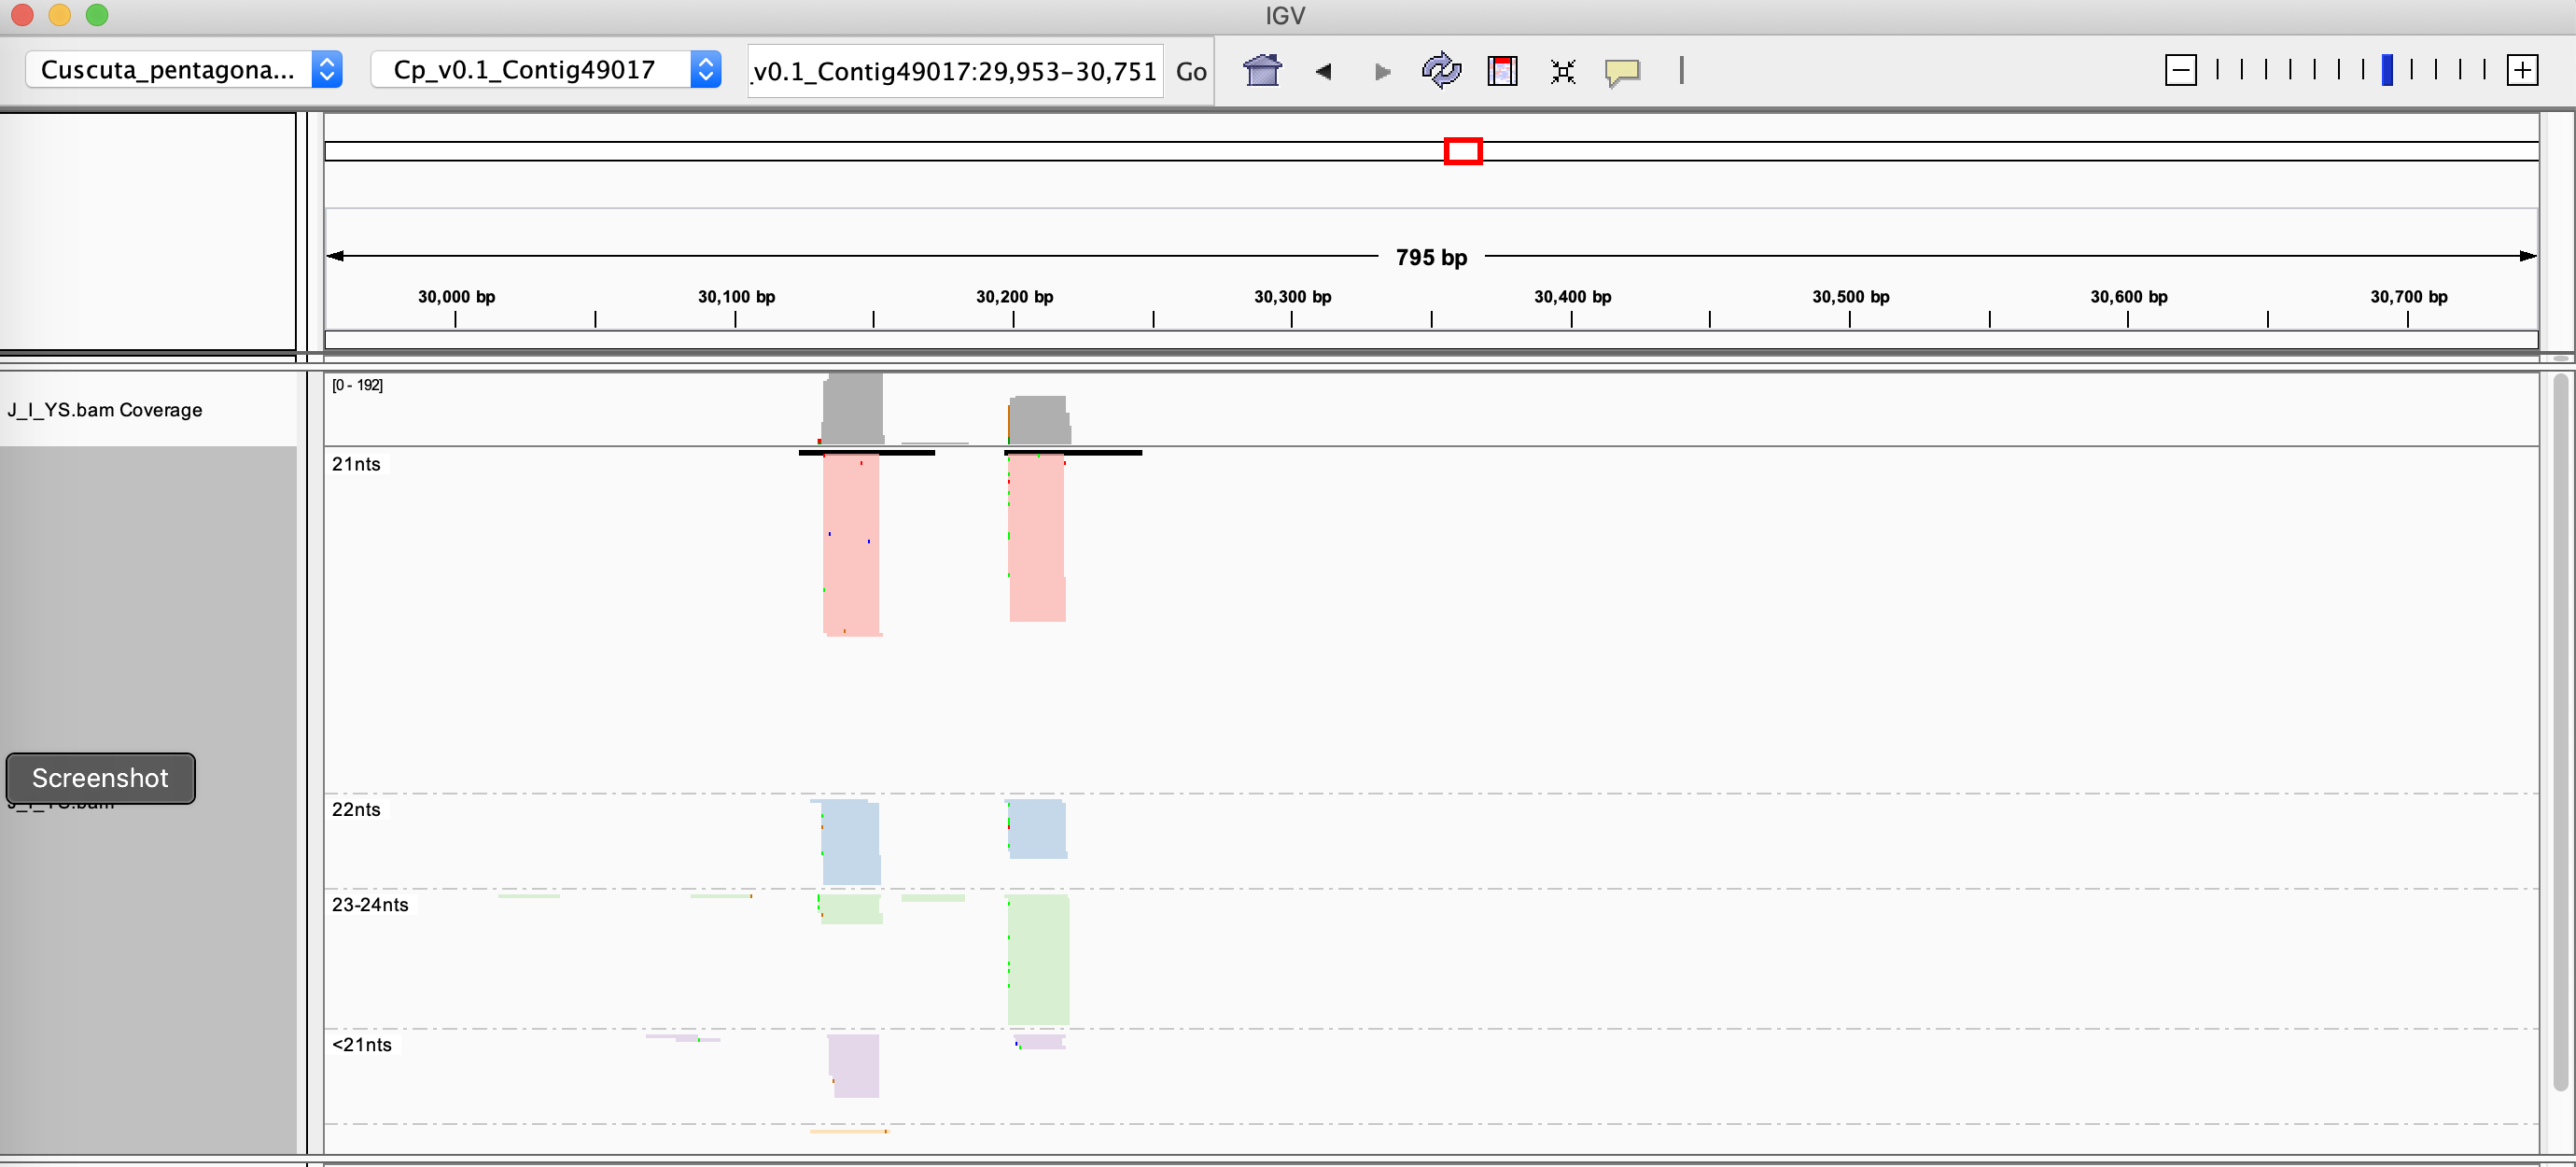 IGV
Cuscuta_pentagona... Cp_v0.1_Contig49017 .v0.1_Contig49017:29,953-30,751 Go
795 bp
30,000 bp 30,100 bp 30,200 bp 30,300 bp 30,400 bp 30,500 bp 30,600 bp 30,700 bp
[0 - 192]
J_I_YS.bam Coverage
21nts
Screenshot
J_I_YS.bam
22nts
23-24nts
<21nts